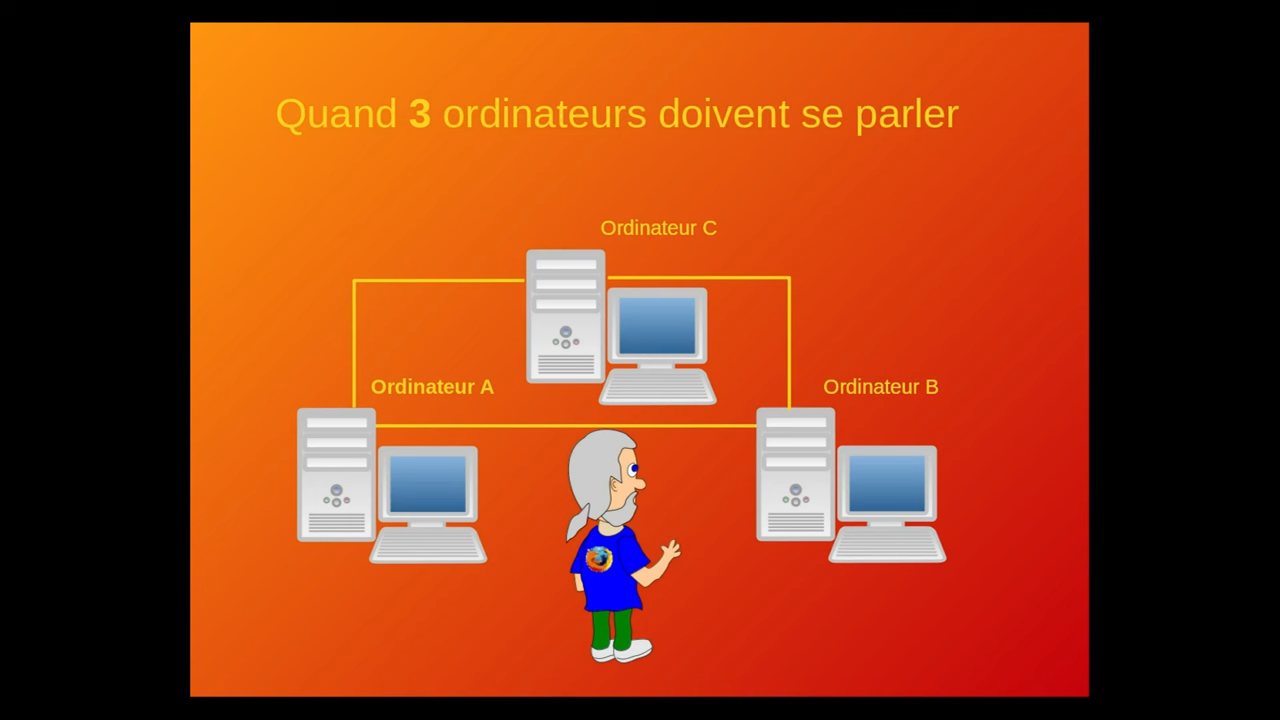 Quand 3 ordinateurs doivent se parler
Ordinateur C
Ordinateur A
Ordinateur B